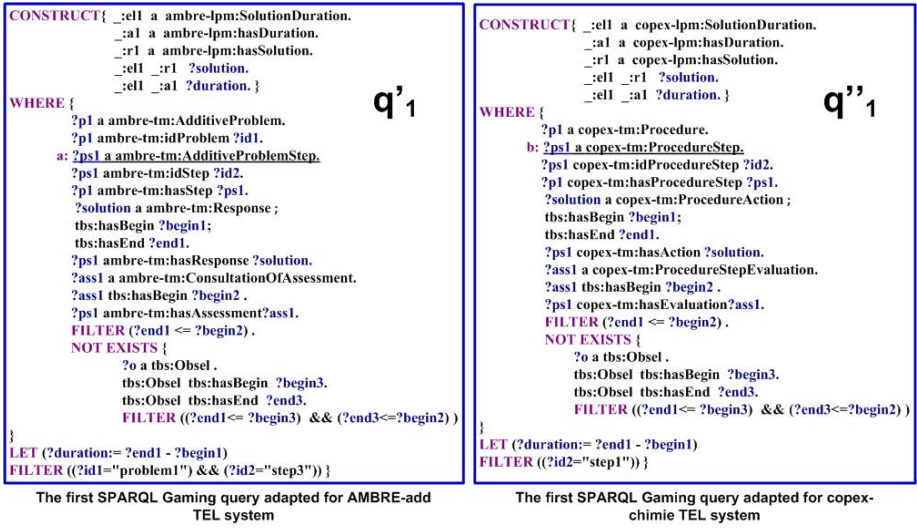 CONSTRUCT{ _:el1 a ambre-lpm:SolutionDuration.
_:a1 a ambre-lpm:hasDuration.
_:r1 a ambre-lpm:hasSolution.
_:el1 _:r1 ?solution.
_:el1 _:a1 ?duration. }
WHERE {
q’1
?p1 a ambre-tm:AdditiveProblem.
?p1 ambre-tm:idProblem ?id1.
a: ?ps1 a ambre-tm:AdditiveProblemStep.
?ps1 ambre-tm:idStep ?id2.
?p1 ambre-tm:hasStep ?ps1.
?solution a ambre-tm:Response ;
tbs:hasBegin ?begin1;
tbs:hasEnd ?end1.
?ps1 ambre-tm:hasResponse ?solution.
?ass1 a ambre-tm:ConsultationOfAssessment.
?ass1 tbs:hasBegin ?begin2 .
?ps1 ambre-tm:hasAssessment?ass1.
FILTER (?end1 <= ?begin2) .
NOT EXISTS {
?o a tbs:Obsel .
tbs:Obsel tbs:hasBegin ?begin3.
tbs:Obsel tbs:hasEnd ?end3.
FILTER ((?end1<= ?begin3) && (?end3<=?begin2) )
}
LET (?duration:= ?end1 - ?begin1)
FILTER ((?id1="problem1") && (?id2="step3")) }
The first SPARQL Gaming query adapted for AMBRE-add
TEL system
CONSTRUCT{ _:el1 a copex-lpm:SolutionDuration.
_:a1 a copex-lpm:hasDuration.
_:r1 a copex-lpm:hasSolution.
_:el1 _:r1 ?solution.
_:el1 _:a1 ?duration. }
WHERE {
q’’1
?p1 a copex-tm:Procedure.
b: ?ps1 a copex-tm:ProcedureStep.
?ps1 copex-tm:idProcedureStep ?id2.
?p1 copex-tm:hasProcedureStep ?ps1.
?solution a copex-tm:ProcedureAction ;
tbs:hasBegin ?begin1;
tbs:hasEnd ?end1.
?ps1 copex-tm:hasAction ?solution.
?ass1 a copex-tm:ProcedureStepEvaluation.
?ass1 tbs:hasBegin ?begin2 .
?ps1 copex-tm:hasEvaluation?ass1.
FILTER (?end1 <= ?begin2) .
NOT EXISTS {
?o a tbs:Obsel .
tbs:Obsel tbs:hasBegin ?begin3.
tbs:Obsel tbs:hasEnd ?end3.
FILTER ((?end1<= ?begin3) && (?end3<=?begin2) )
}
LET (?duration:= ?end1 - ?begin1)
FILTER ((?id2="step1")) }
The first SPARQL Gaming query adapted for copex-
chimie TEL system